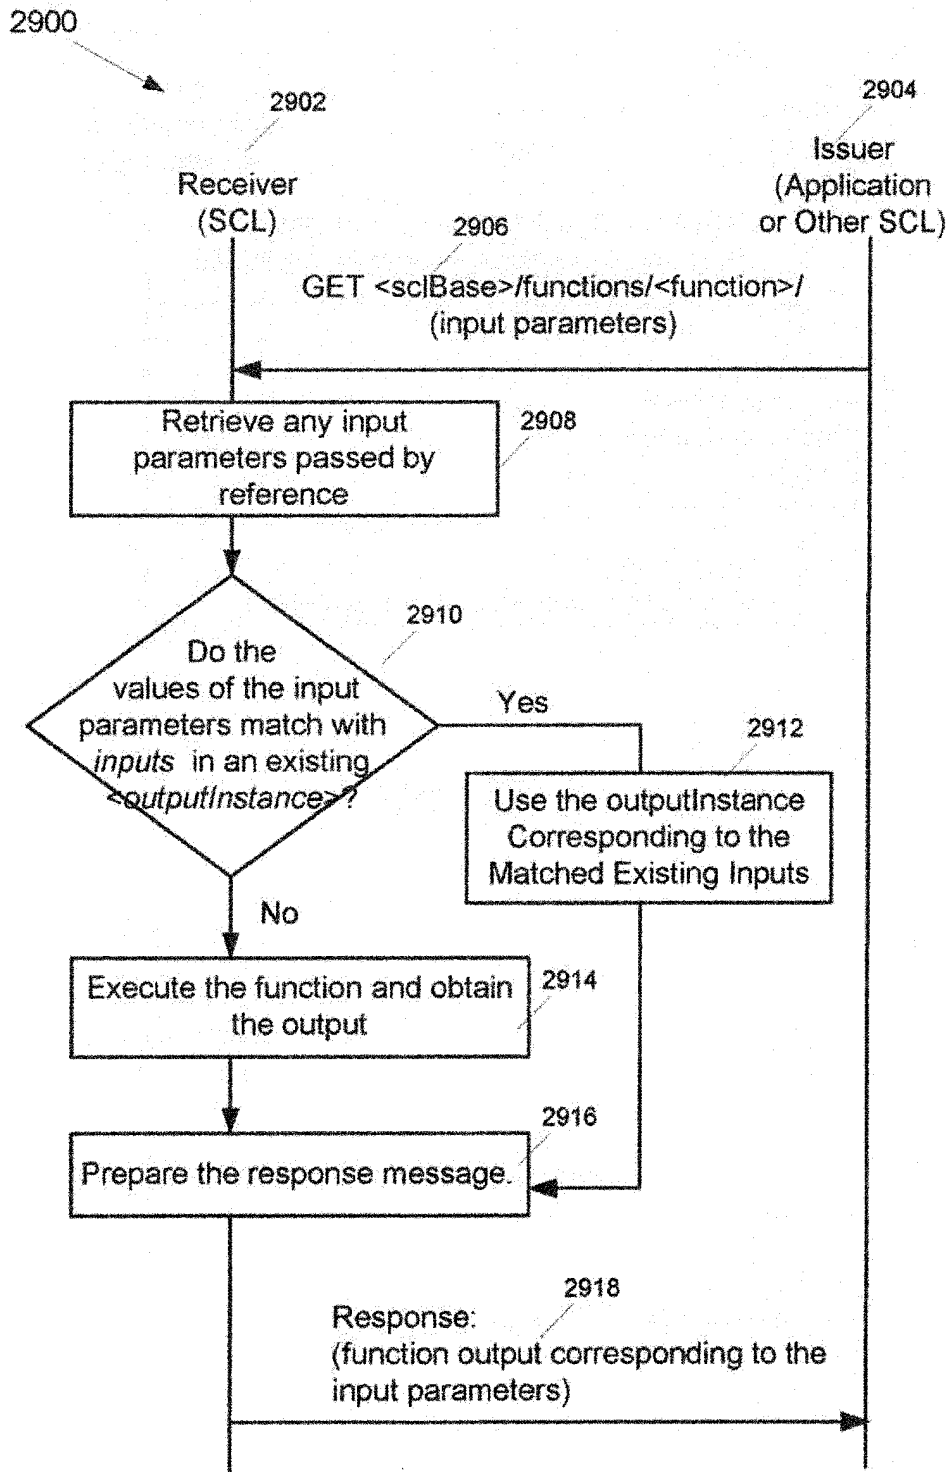 2900
2902
2904
Receiver
(SCL)
Issuer
(Application
or Other SCL)
2906
GET <sclBase>/functions/<function>/
(input parameters)
Retrieve any input
parameters passed by
reference
2908
2910
Do the
values of the input
parameters match with
inputs in an existing
<outputInstance>?
Yes
2912
Use the outputInstance
Corresponding to the
Matched Existing Inputs
No
Execute the function and obtain
the output
2914
2916
Prepare the response message.
2918
Response:
(function output corresponding to the
input parameters)